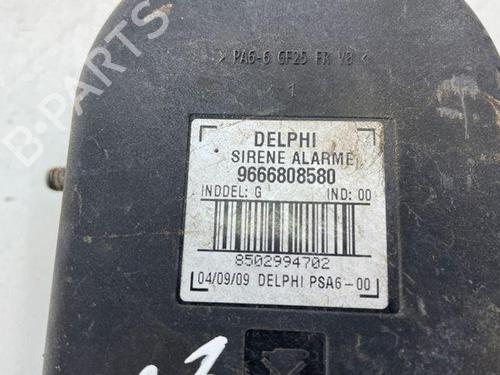 > PA6-6 GF25 FR V0 <
1
DELPHI
SIRENE ALARME
9666808580
INDDEL: G IND: 00
8502994702
04/09/09 DELPHI PSA6-00
B-PARTS